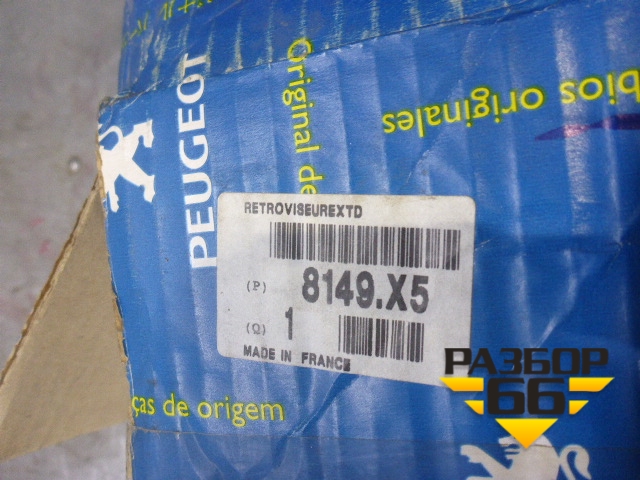 PEUGEOT
Original de
bios originales
RETROVISEUREXTD
(P) 8149.X5
(Q) 1
MADE IN FRANCE
ças de origem
РАЗБОР
66